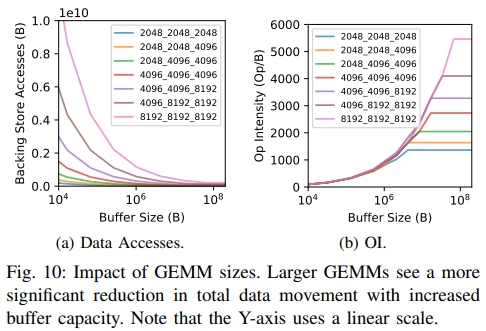 1.0 1e10
0.8
0.6
0.4
0.2
0.0
Backing Store Accesses (B)
2048_2048_2048
2048_2048_4096
2048_4096_4096
4096_4096_4096
4096_4096_8192
4096_8192_8192
8192_8192_8192
10^4 10^6 10^8
Buffer Size (B)
(a) Data Accesses.
6000
5000
4000
3000
2000
1000
0
Op Intensity (Op/B)
2048_2048_2048
2048_2048_4096
2048_4096_4096
4096_4096_4096
4096_4096_8192
4096_8192_8192
8192_8192_8192
10^4 10^6 10^8
Buffer Size (B)
(b) OI.
Fig. 10: Impact of GEMM sizes. Larger GEMMs see a more
significant reduction in total data movement with increased
buffer capacity. Note that the Y-axis uses a linear scale.